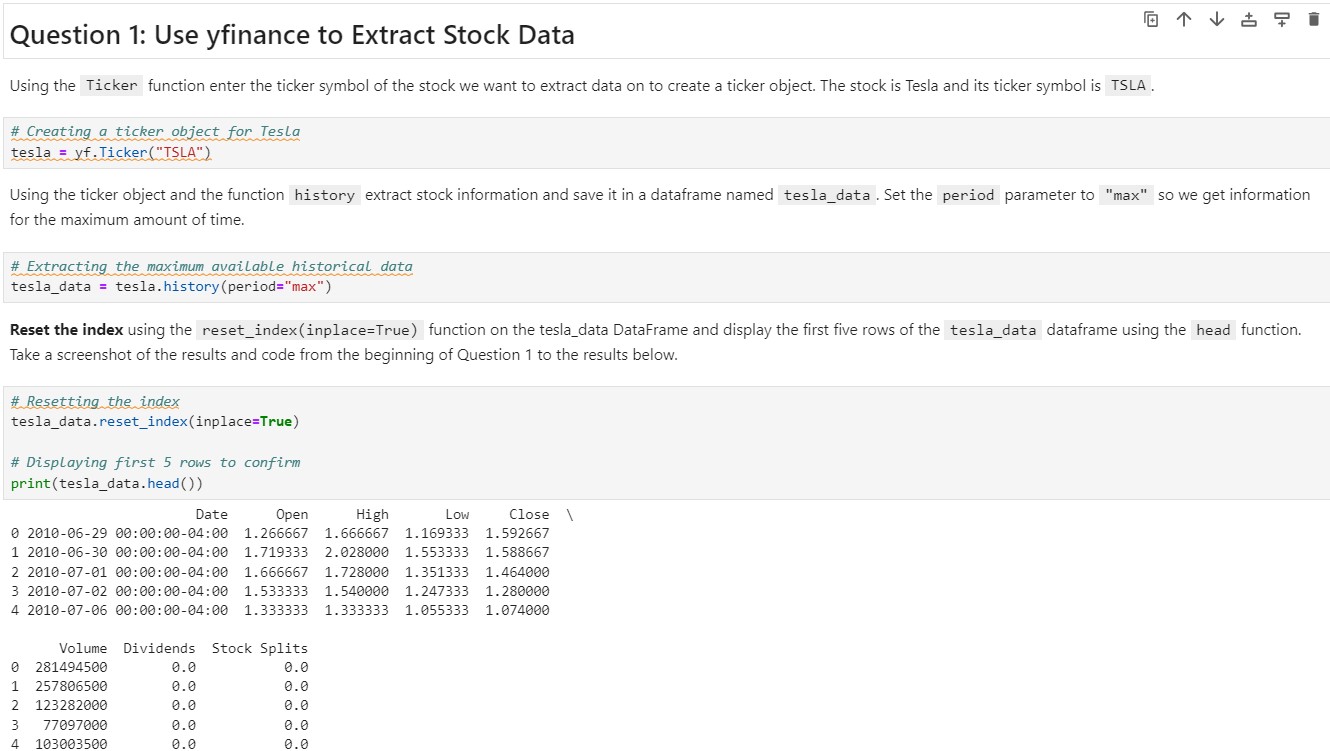 Question 1: Use yfinance to Extract Stock Data
Using the Ticker function enter the ticker symbol of the stock we want to extract data on to create a ticker object. The stock is Tesla and its ticker symbol is TSLA .
# Creating a ticker object for Tesla
tesla = yf.Ticker("TSLA")
Using the ticker object and the function history extract stock information and save it in a dataframe named tesla_data . Set the period parameter to "max" so we get information
for the maximum amount of time.
# Extracting the maximum available historical data
tesla_data = tesla.history(period="max")
Reset the index using the reset_index(inplace=True) function on the tesla_data DataFrame and display the first five rows of the tesla_data dataframe using the head function.
Take a screenshot of the results and code from the beginning of Question 1 to the results below.
# Resetting the index
tesla_data.reset_index(inplace=True)
# Displaying first 5 rows to confirm
print(tesla_data.head())
Date Open High Low Close \
0 2010-06-29 00:00:00-04:00 1.266667 1.666667 1.169333 1.592667
1 2010-06-30 00:00:00-04:00 1.719333 2.028000 1.553333 1.588667
2 2010-07-01 00:00:00-04:00 1.666667 1.728000 1.351333 1.464000
3 2010-07-02 00:00:00-04:00 1.533333 1.540000 1.247333 1.280000
4 2010-07-06 00:00:00-04:00 1.333333 1.333333 1.055333 1.074000
Volume Dividends Stock Splits
0 281494500 0.0 0.0
1 257806500 0.0 0.0
2 123282000 0.0 0.0
3 77097000 0.0 0.0
4 103003500 0.0 0.0